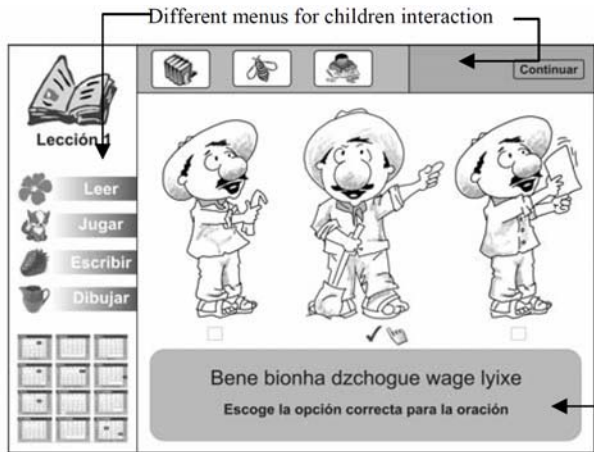 Different menus for children interaction
Continuar
Lección 1
Leer
Jugar
Escribir
Dibujar
Bene bionha dzchogue wage lyixe
Escoge la opción correcta para la oración